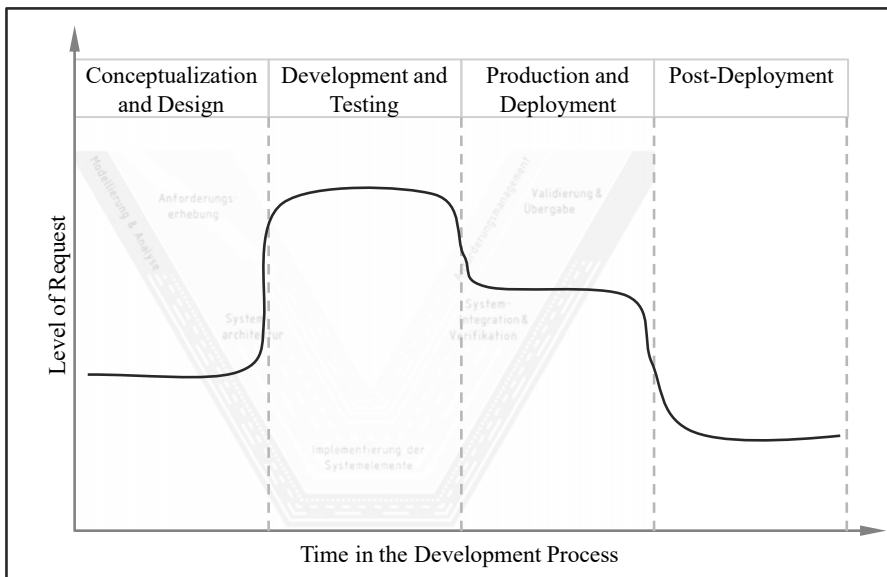 Conceptualization
and Design
Development and
Testing
Production and
Deployment
Post-Deployment
Level of Request
Modellierung & Analyse
Anforderungs-
erhebung
System-
architektur
Implementierung der
Systemelemente
System-
integration &
Verifikation
Validierung &
Übergabe
Time in the Development Process